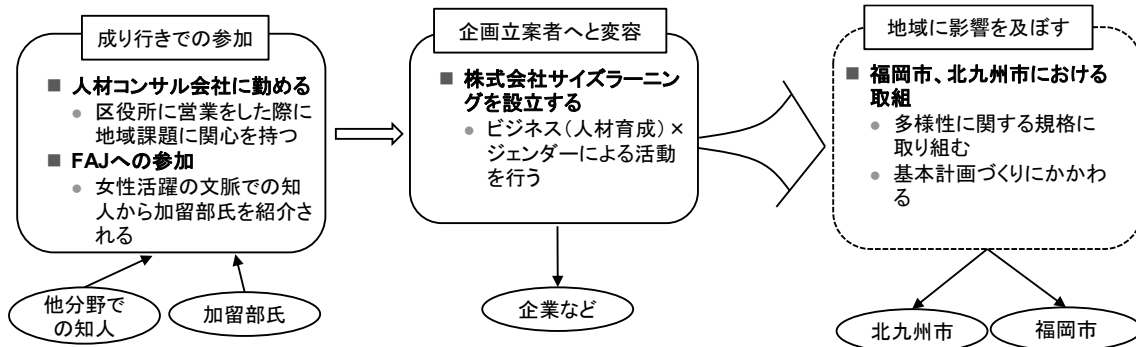 成り行きでの参加
■ 人材コンサル会社に勤める
● 区役所に営業をした際に
地域課題に関心を持つ
■ FAJへの参加
● 女性活躍の文脈での知
人から加留部氏を紹介さ
れる
他分野で
の知人
加留部氏
企画立案者へと変容
■ 株式会社サイズラーニン
グを設立する
● ビジネス（人材育成）×
ジェンダーによる活動
を行う
企業など
地域に影響を及ぼす
■ 福岡市、北九州市における
取組
● 多様性に関する規格に
取り組む
● 基本計画づくりにかかわ
る
北九州市
福岡市